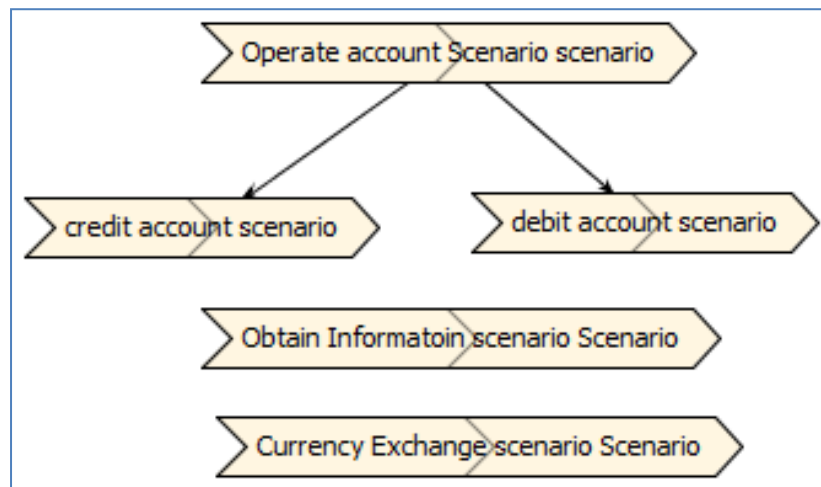 Operate account Scenario scenario
credit account scenario
debit account scenario
Obtain Informatoin scenario Scenario
Currency Exchange scenario Scenario